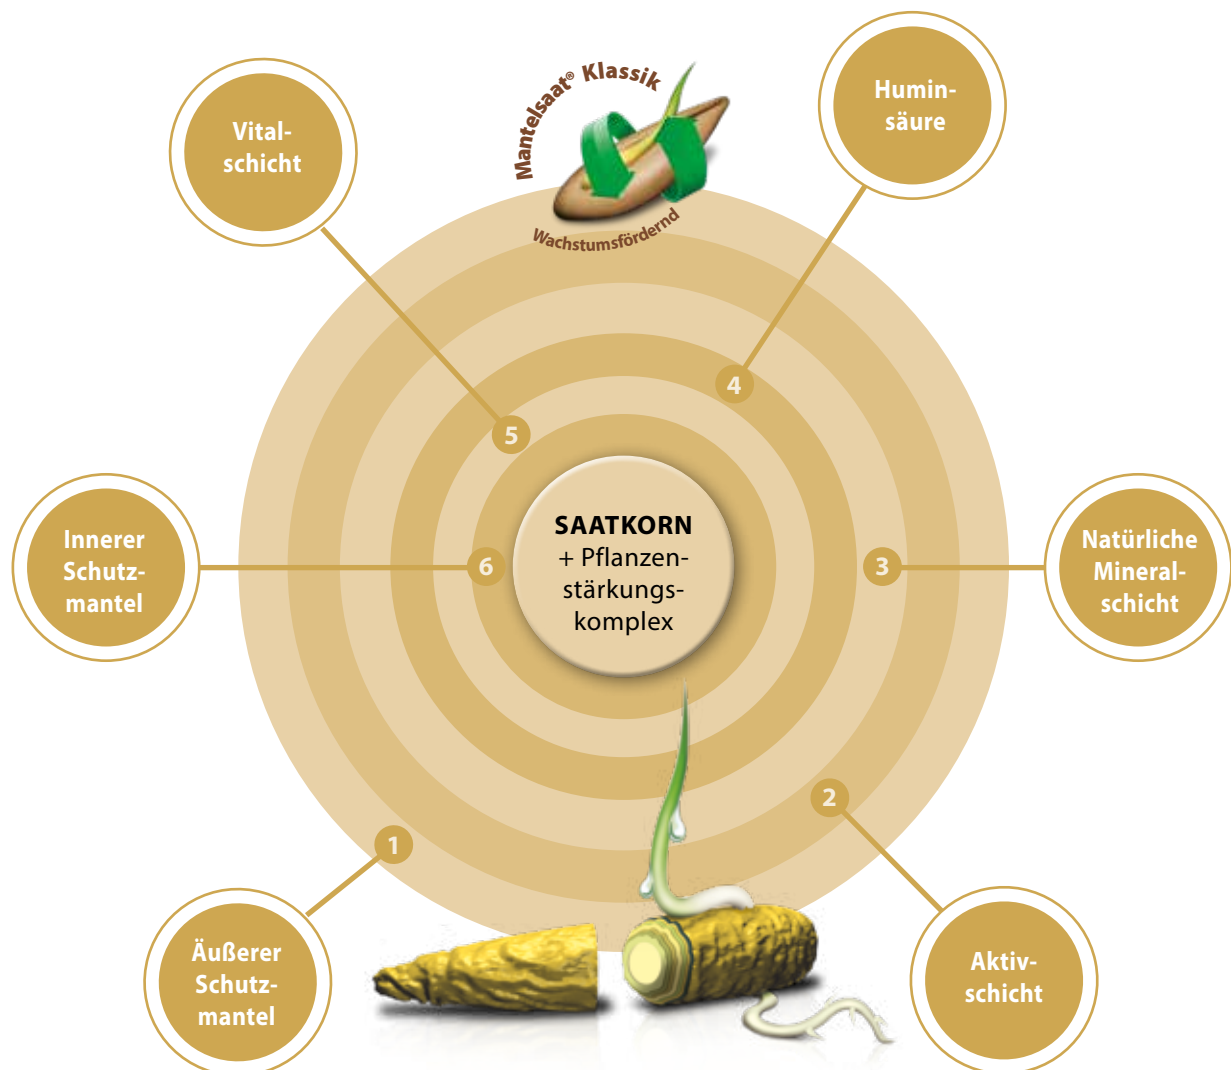 Mantelsaat® Klassik
Wachstumsfördernd
Vital-
schicht
Humin-
säure
5
4
Innerer
Schutz-
mantel
6
SAATKORN
+ Pflanzen-
stärkungs-
komplex
3
Natürliche
Mineral-
schicht
1
2
Äußerer
Schutz-
mantel
Aktiv-
schicht